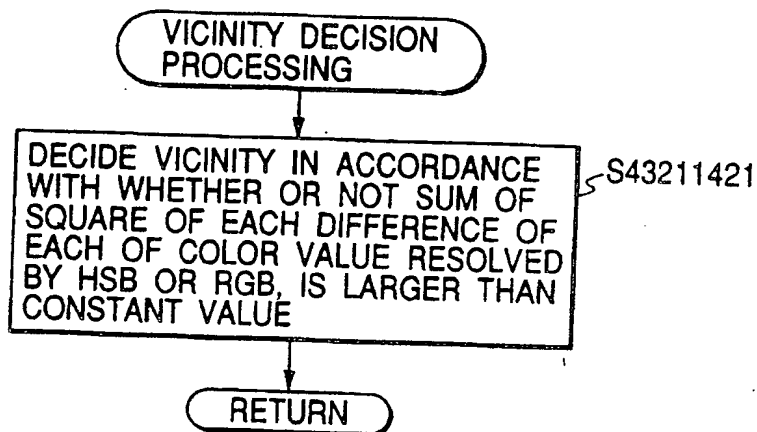 VICINITY DECISION
PROCESSING
DECIDE VICINITY IN ACCORDANCE
WITH WHETHER OR NOT SUM OF
SQUARE OF EACH DIFFERENCE OF
EACH OF COLOR VALUE RESOLVED
BY HSB OR RGB, IS LARGER THAN
CONSTANT VALUE
S43211421
RETURN